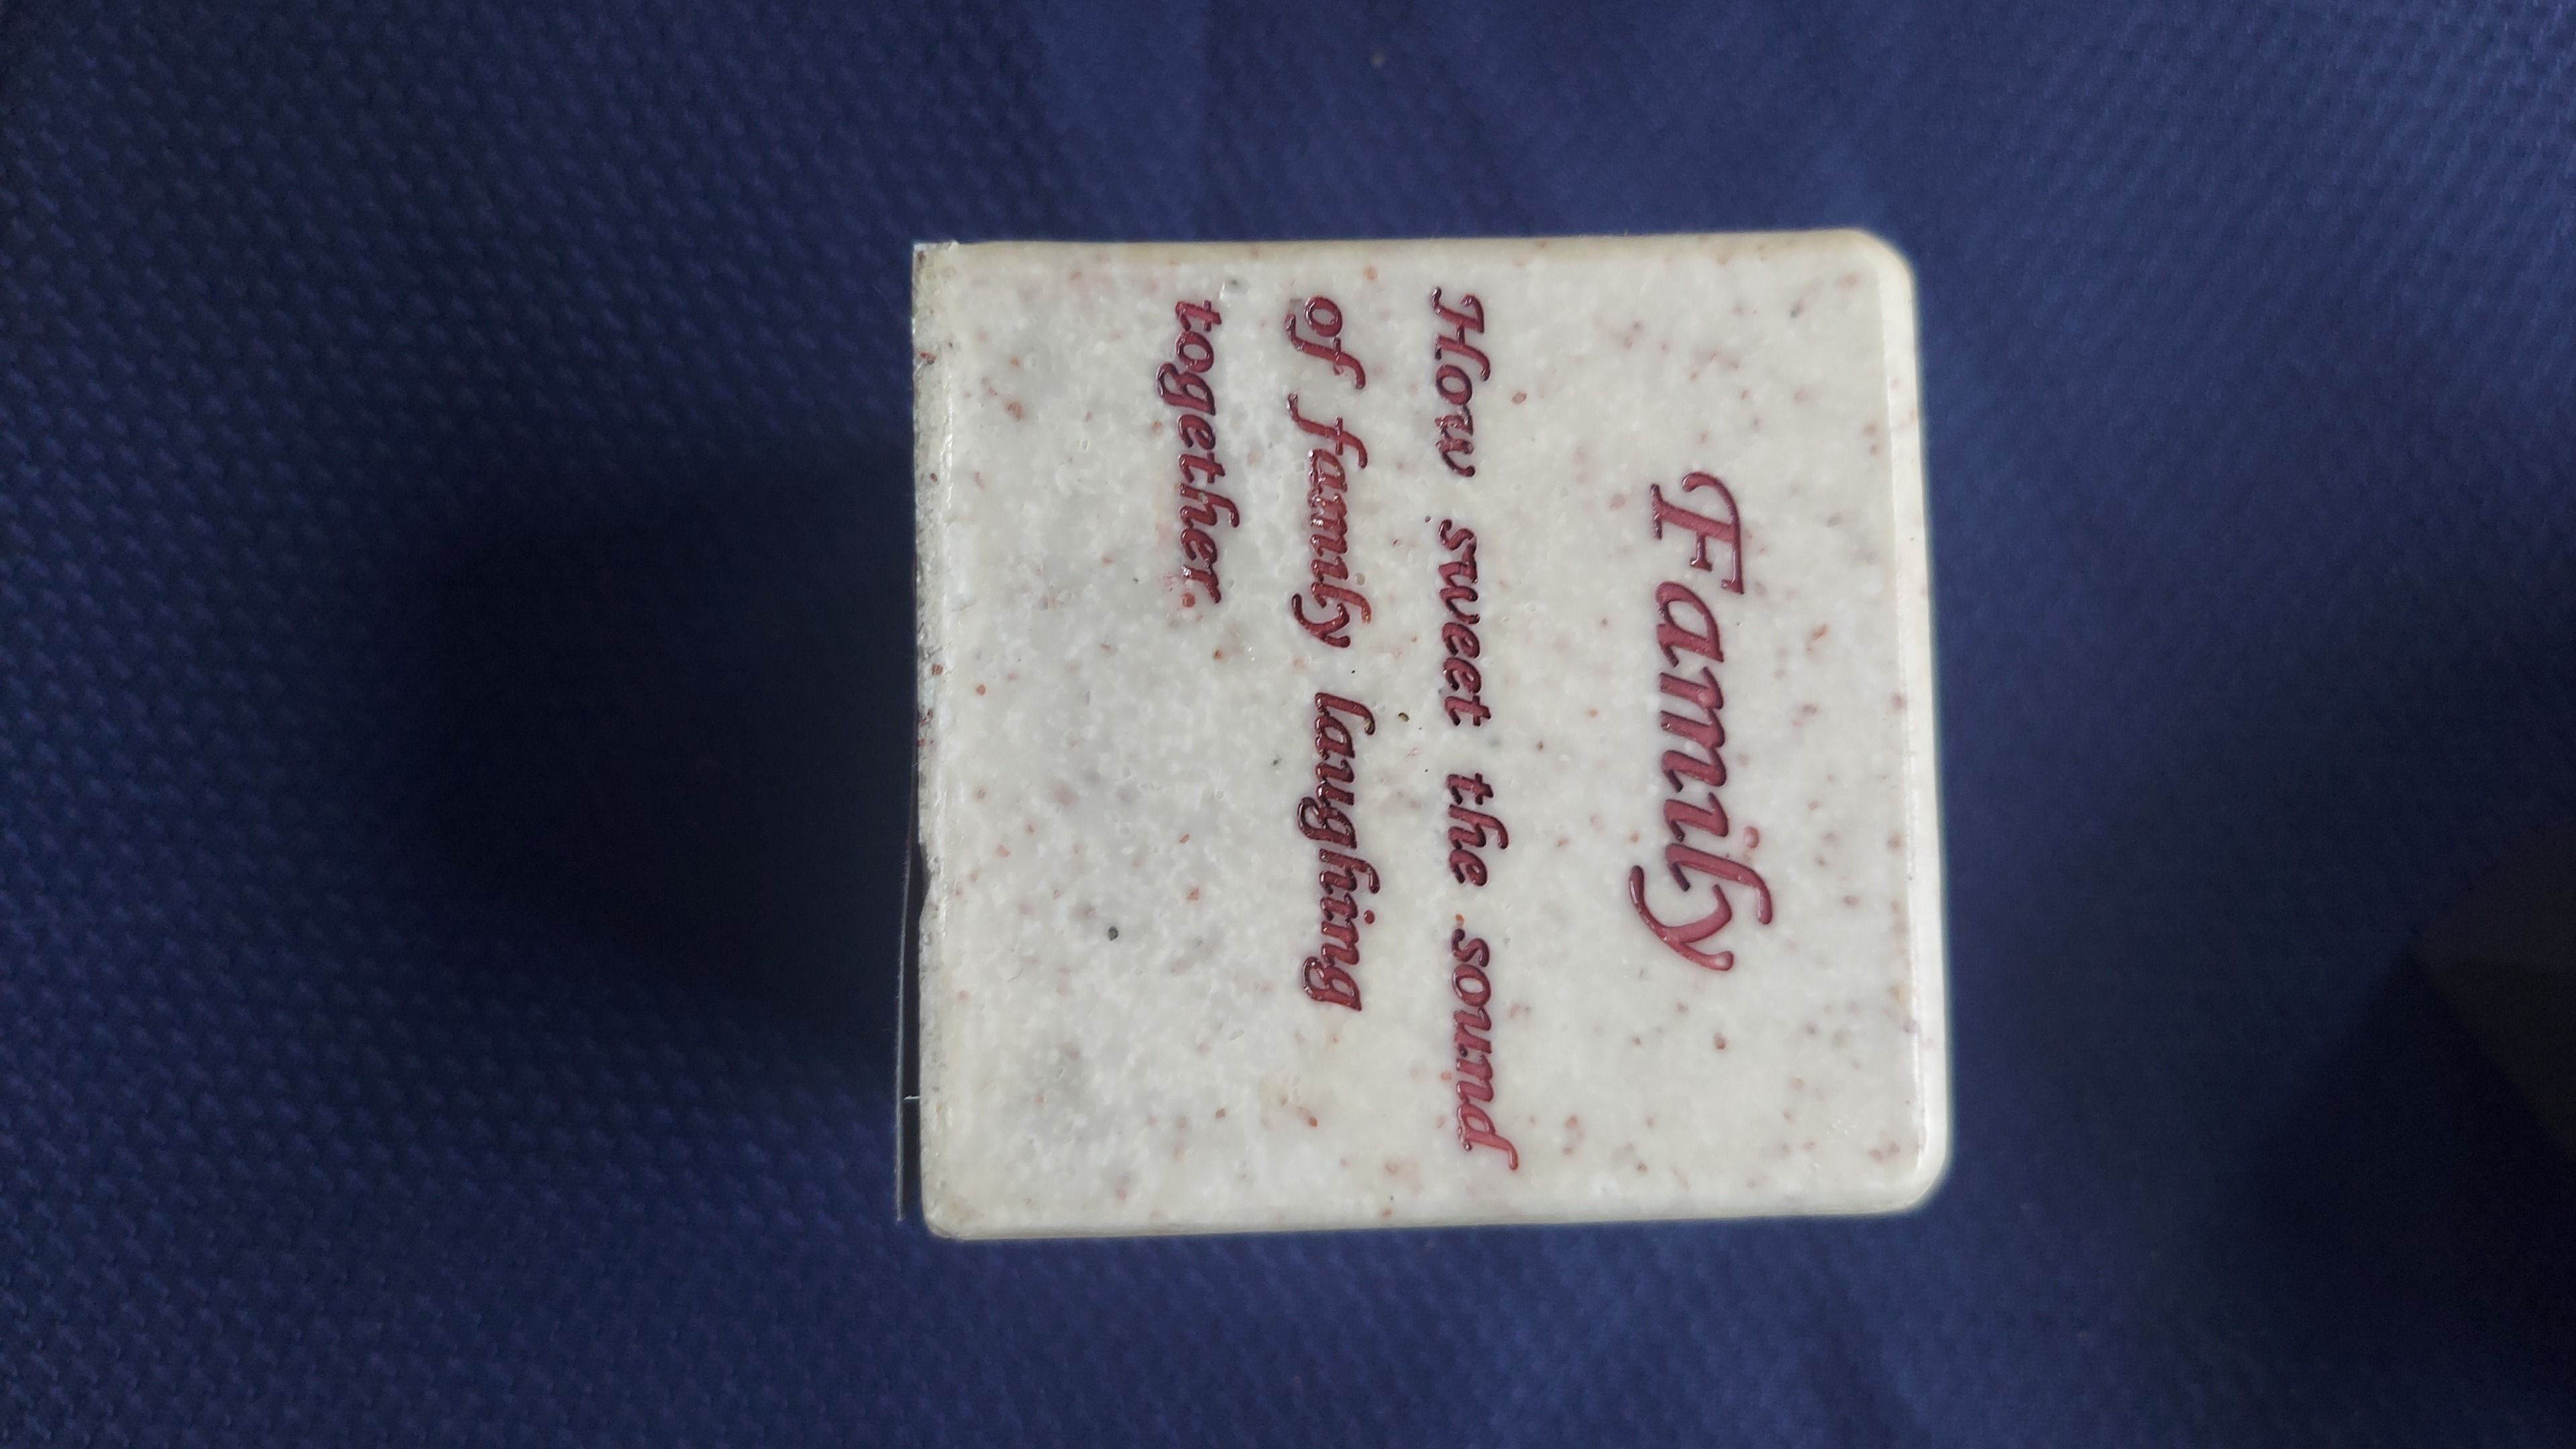 Family
How sweet the sound
of family laughing
together.